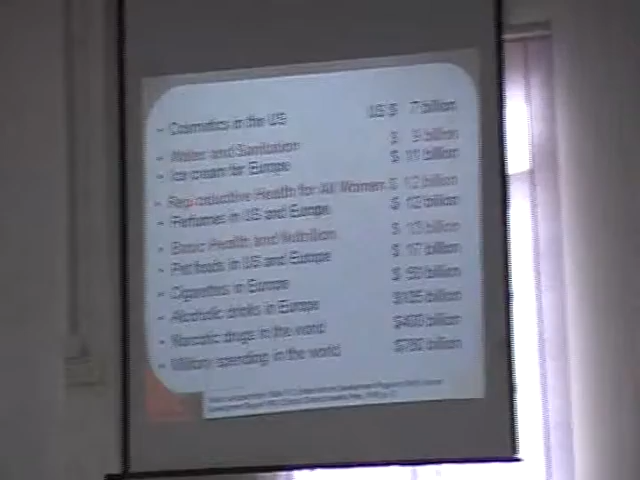 - Cosmetics in the US US $ 7 billion
- Water and Sanitation $ 9 billion
- Ice cream for Europe $ 11 billion
- Reproductive Health for All Women $ 12 billion
- Perfumes in US and Europe $ 12 billion
- Basic Health and Nutrition $ 13 billion
- Pet foods in US and Europe $ 17 billion
- Cigarettes in Europe $ 50 billion
- Alcoholic drinks in Europe $105 billion
- Narcotic drugs in the world $400 billion
- Military spending in the world $780 billion